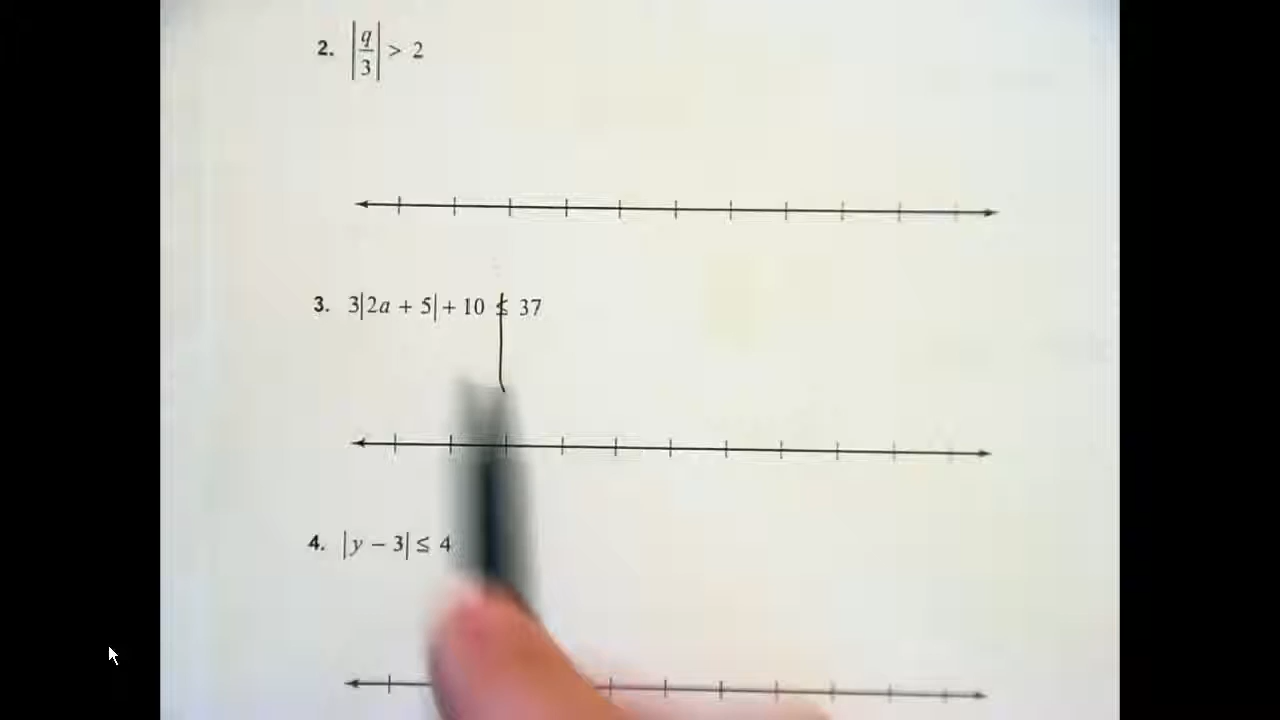 2. |q/3| > 2
3. 3|2a + 5| + 10 ≤ 37
4. |y − 3| ≤ 4